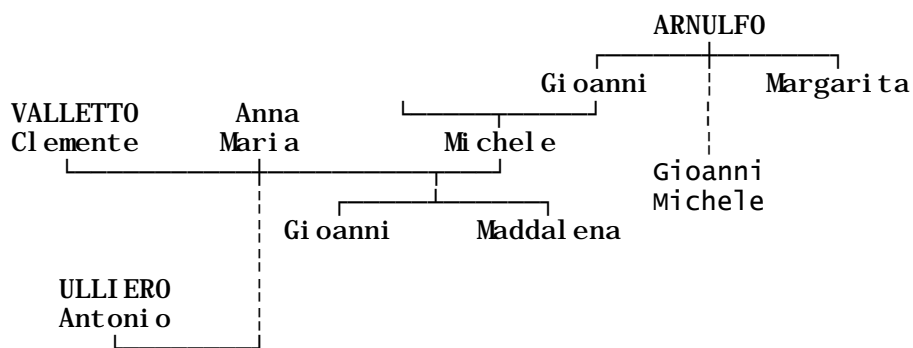 ARNULFO
Gioanni Margarita
VALLETTO Anna
Clemente Maria Michele
Gioanni
Michele
Gioanni Maddalena
ULLIERO
Antonio